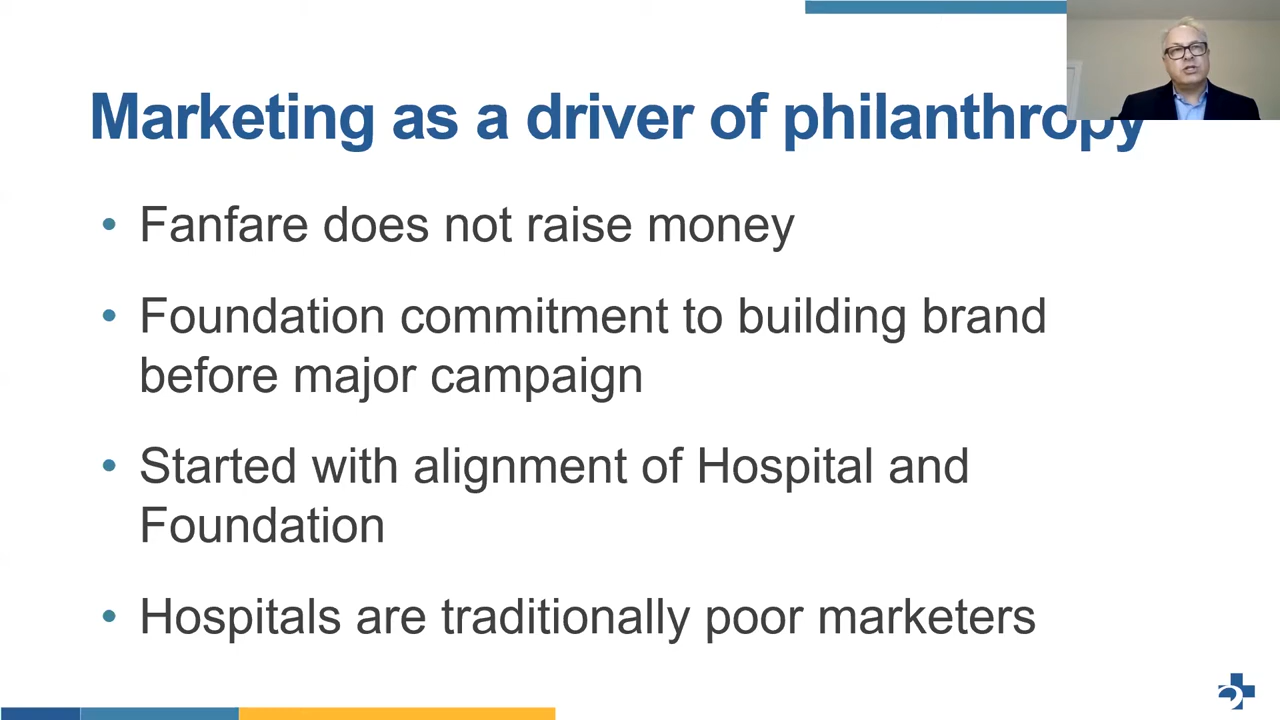 Marketing as a driver of philanthropy
• Fanfare does not raise money
• Foundation commitment to building brand
before major campaign
• Started with alignment of Hospital and
Foundation
• Hospitals are traditionally poor marketers